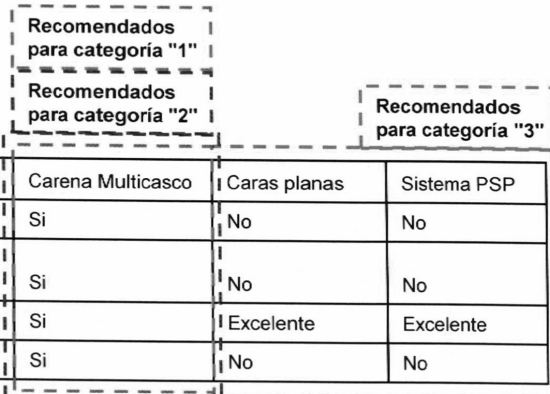 Recomendados
para categoría "1"
Recomendados
para categoría "2"
Recomendados
para categoría "3"
Carena Multicasco Caras planas Sistema PSP
Si No No
Si No No
Si Excelente Excelente
Si No No